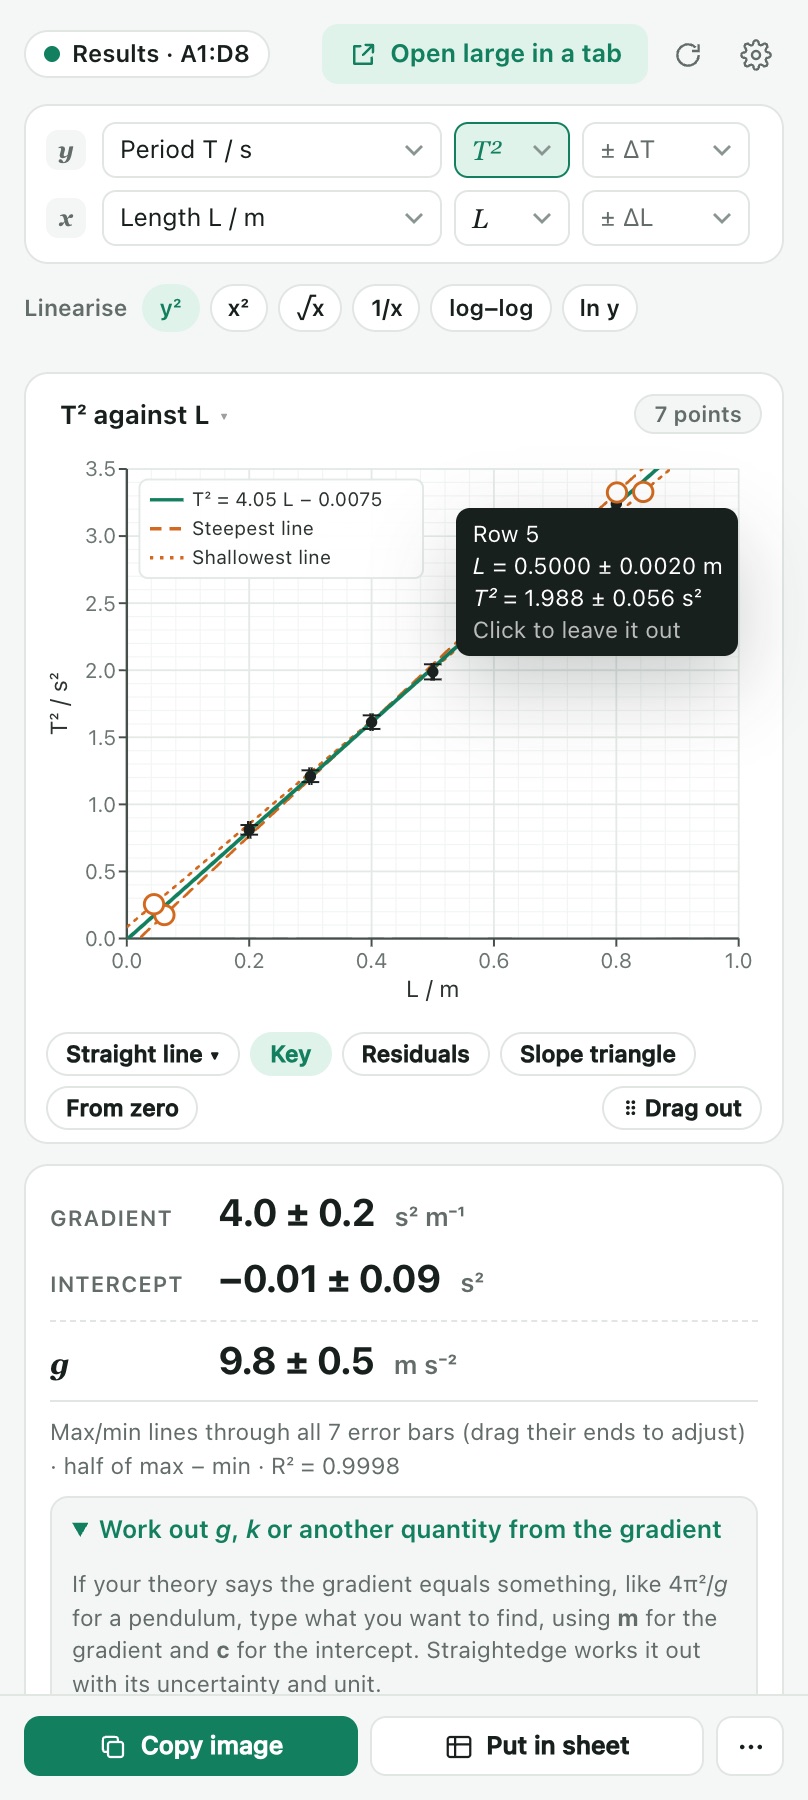 Results · A1:D8
Open large in a tab
y Period T / s T² ± ΔT
x Length L / m L ± ΔL
Linearise y² x² √x 1/x log–log ln y
T² against L ▾ 7 points
T² = 4.05 L − 0.0075
Steepest line
Shallowest line
Row 5
L = 0.5000 ± 0.0020 m
T² = 1.988 ± 0.056 s²
Click to leave it out
3.5
3.0
2.5
2.0
1.5
1.0
0.5
0.0
T² / s²
0.0 0.2 0.4 0.6 0.8 1.0
L / m
Straight line ▾ Key Residuals Slope triangle
From zero Drag out
GRADIENT 4.0 ± 0.2 s² m⁻¹
INTERCEPT −0.01 ± 0.09 s²
g 9.8 ± 0.5 m s⁻²
Max/min lines through all 7 error bars (drag their ends to adjust)
· half of max − min · R² = 0.9998
▼ Work out g, k or another quantity from the gradient
If your theory says the gradient equals something, like 4π²/g
for a pendulum, type what you want to find, using m for the
gradient and c for the intercept. Straightedge works it out
with its uncertainty and unit.
Copy image Put in sheet ···